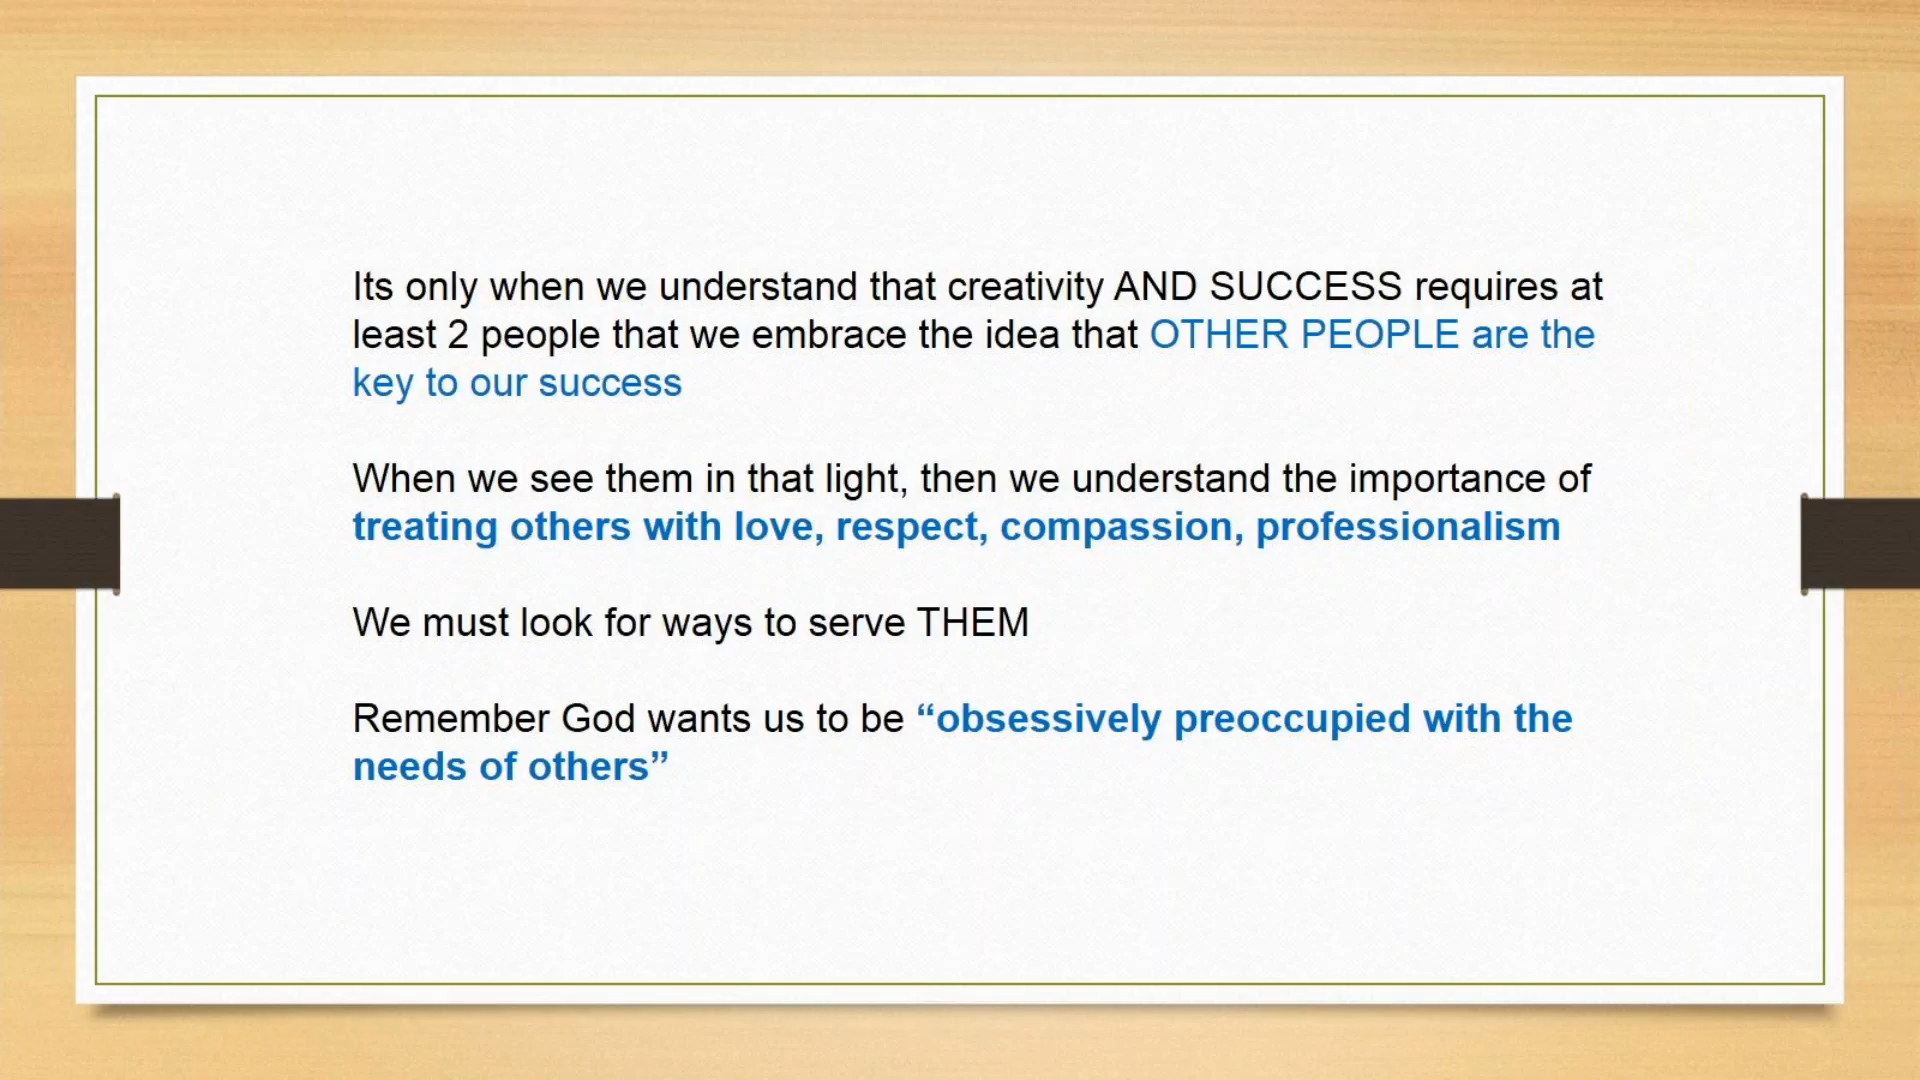 Its only when we understand that creativity AND SUCCESS requires at
least 2 people that we embrace the idea that OTHER PEOPLE are the
key to our success
When we see them in that light, then we understand the importance of
treating others with love, respect, compassion, professionalism
We must look for ways to serve THEM
Remember God wants us to be “obsessively preoccupied with the
needs of others”